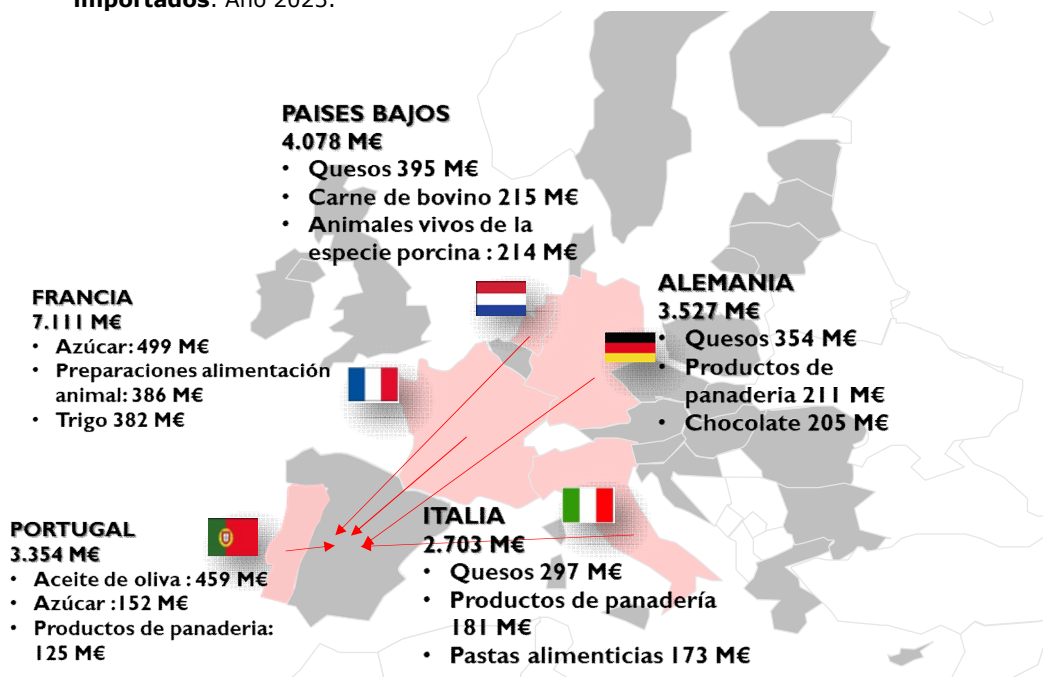 importados. Año 2023.
PAISES BAJOS
4.078 M€
• Quesos 395 M€
• Carne de bovino 215 M€
• Animales vivos de la
especie porcina : 214 M€
FRANCIA
7.111 M€
• Azúcar: 499 M€
• Preparaciones alimentación
animal: 386 M€
• Trigo 382 M€
ALEMANIA
3.527 M€
• Quesos 354 M€
• Productos de
panaderia 211 M€
• Chocolate 205 M€
PORTUGAL
3.354 M€
• Aceite de oliva : 459 M€
• Azúcar :152 M€
• Productos de panaderia:
125 M€
ITALIA
2.703 M€
• Quesos 297 M€
• Productos de panadería
181 M€
• Pastas alimenticias 173 M€